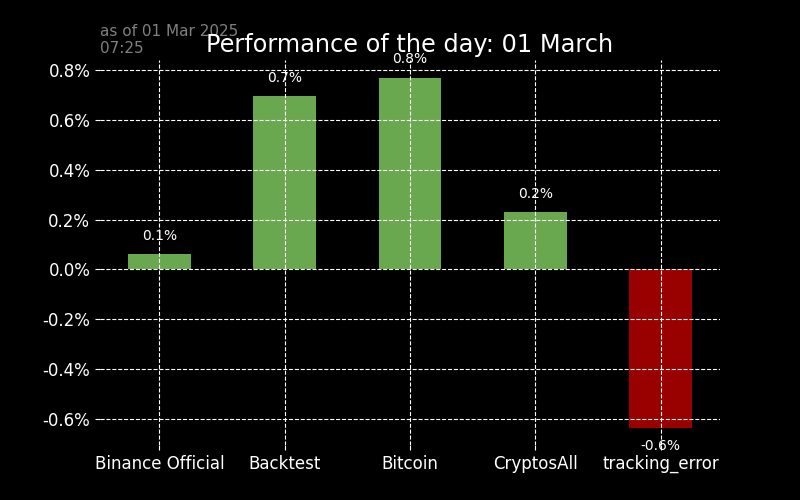 as of 01 Mar 2025
07:25
Performance of the day: 01 March
0.8%
0.6%
0.4%
0.2%
0.0%
-0.2%
-0.4%
-0.6%
0.1%
0.7%
0.8%
0.2%
-0.6%
Binance Official
Backtest
Bitcoin
CryptosAll
tracking_error